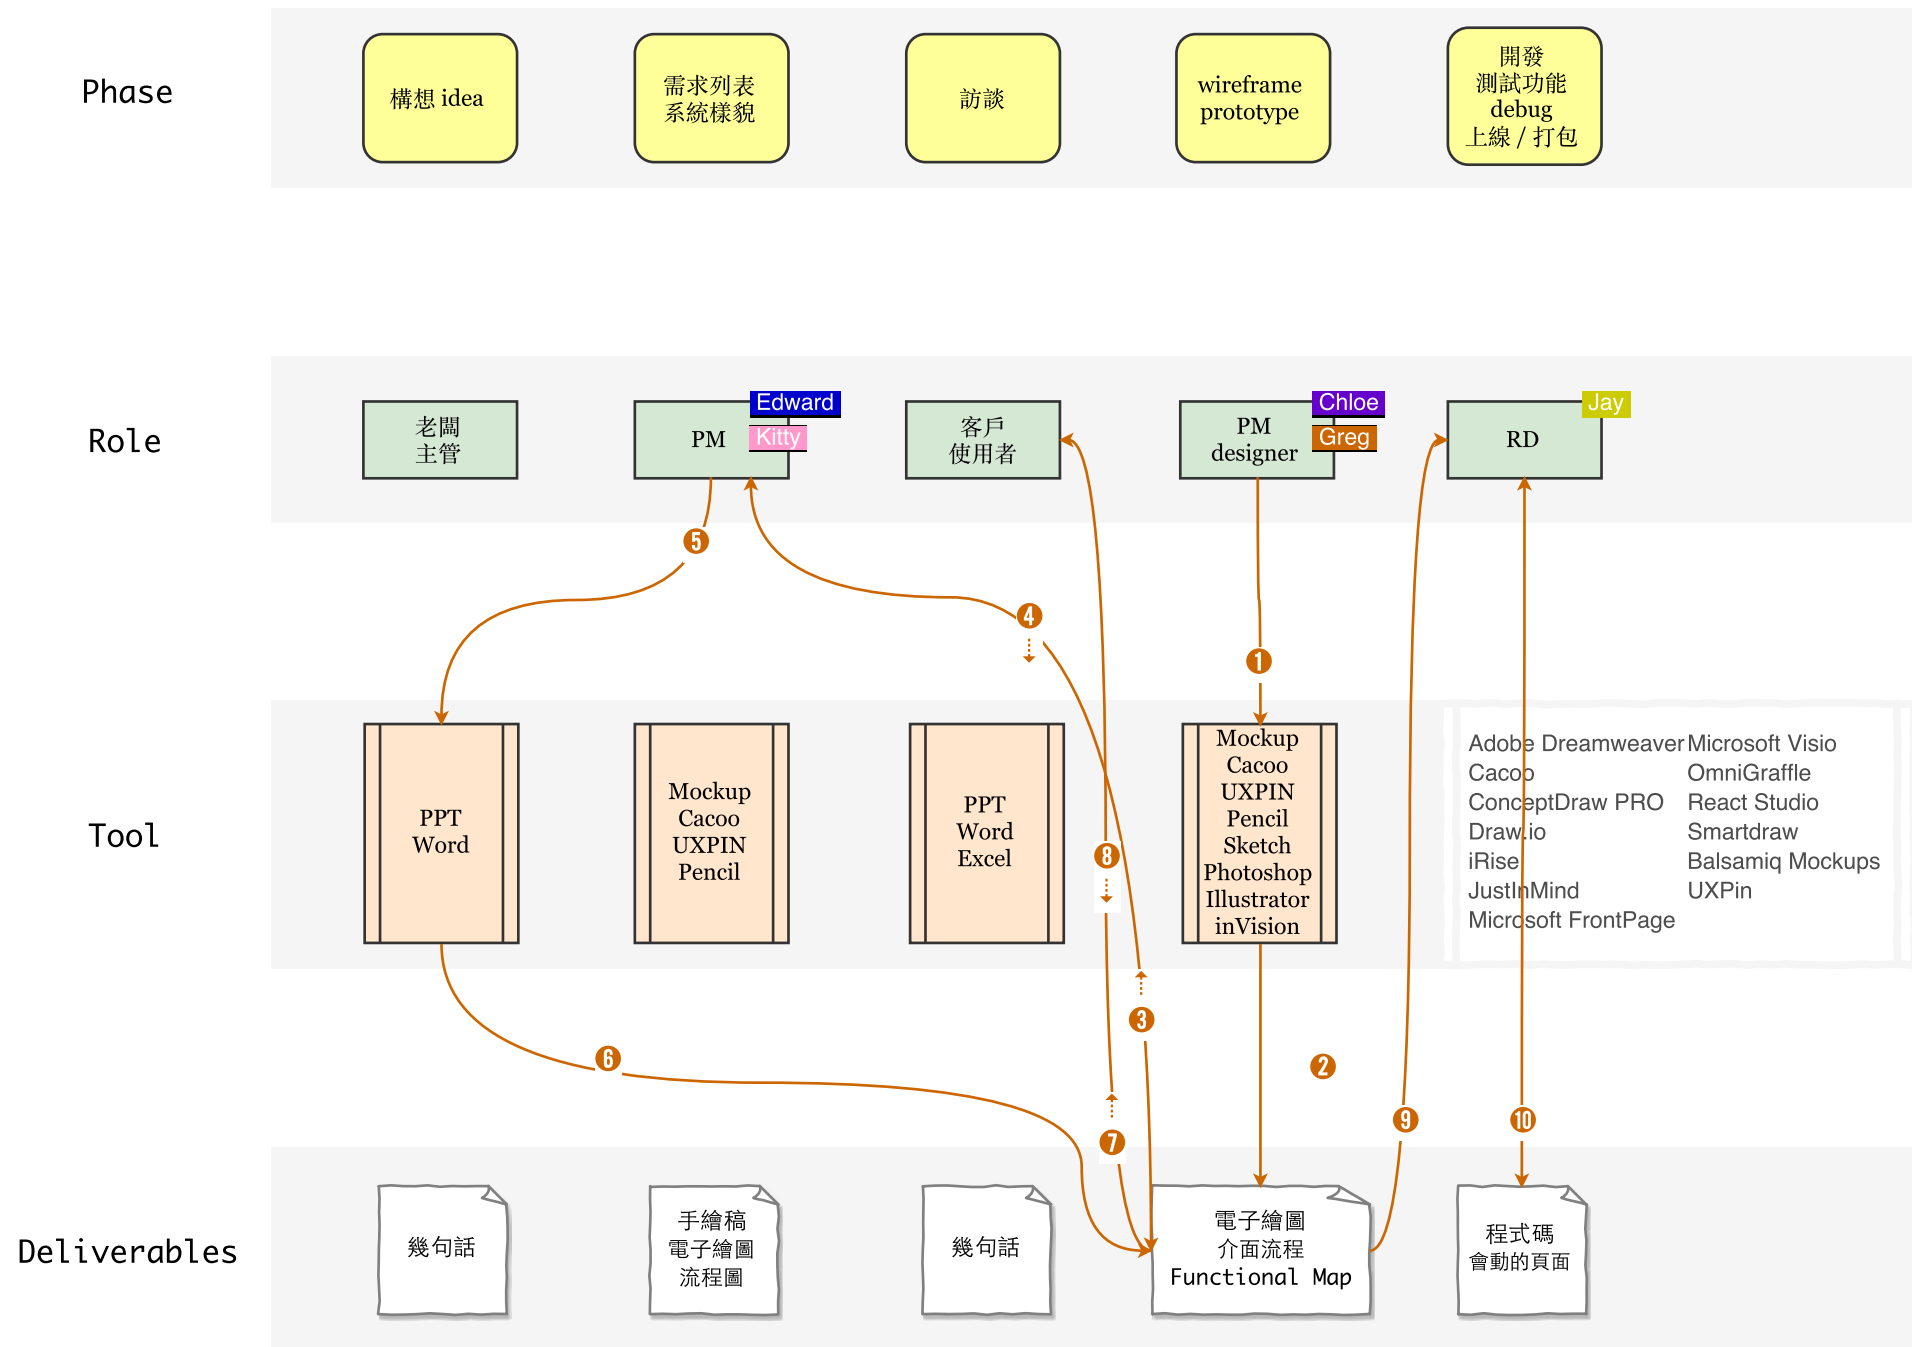 Phase
構想 idea
需求列表
系統樣貌
訪談
wireframe
prototype
開發
測試功能
debug
上線 / 打包
Role
老闆
主管
PM
Edward
Kitty
客戶
使用者
PM
designer
Chloe
Greg
RD
Jay
5
4
1
Tool
PPT
Word
Mockup
Cacoo
UXPIN
Pencil
PPT
Word
Excel
8
Mockup
Cacoo
UXPIN
Pencil
Sketch
Photoshop
Illustrator
inVision
Adobe Dreamweaver
Cacoo
ConceptDraw PRO
Draw.io
iRise
JustInMind
Microsoft FrontPage
Microsoft Visio
OmniGraffle
React Studio
Smartdraw
Balsamiq Mockups
UXPin
3
6
2
7
9
10
Deliverables
幾句話
手繪稿
電子繪圖
流程圖
幾句話
電子繪圖
介面流程
Functional Map
程式碼
會動的頁面